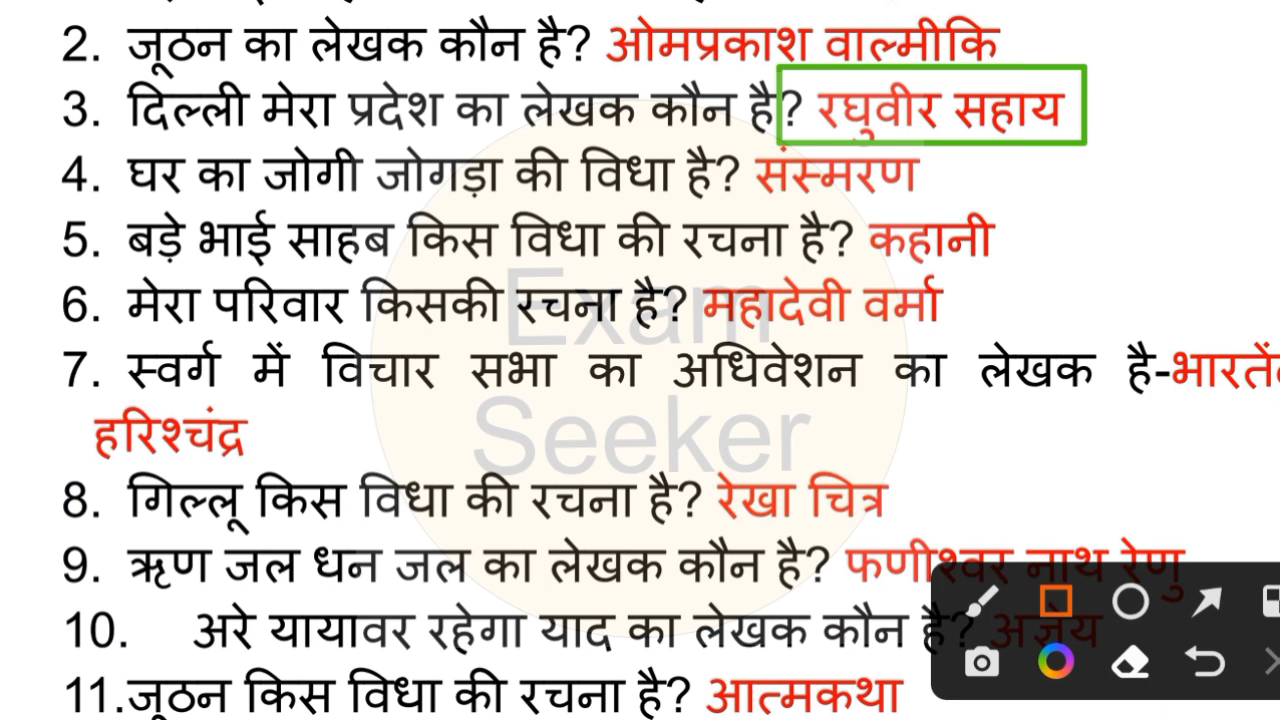 2. जूठन का लेखक कौन है? ओमप्रकाश वाल्मीकि
3. दिल्ली मेरा प्रदेश का लेखक कौन है? रघुवीर सहाय
4. घर का जोगी जोगड़ा की विधा है? संस्मरण
5. बड़े भाई साहब किस विधा की रचना है? कहानी
6. मेरा परिवार किसकी रचना है? महादेवी वर्मा
7. स्वर्ग में विचार सभा का अधिवेशन का लेखक है-
हरिश्चंद्र
8. गिल्लू किस विधा की रचना है? रेखा चित्र
9. ऋण जल धन जल का लेखक कौन है? फणीश्वर नाथ रेणु
10. अरे यायावर रहेगा याद का लेखक कौन है? अज्ञेय
11.जूठन किस विधा की रचना है? आत्मकथा
Exam
Seeker